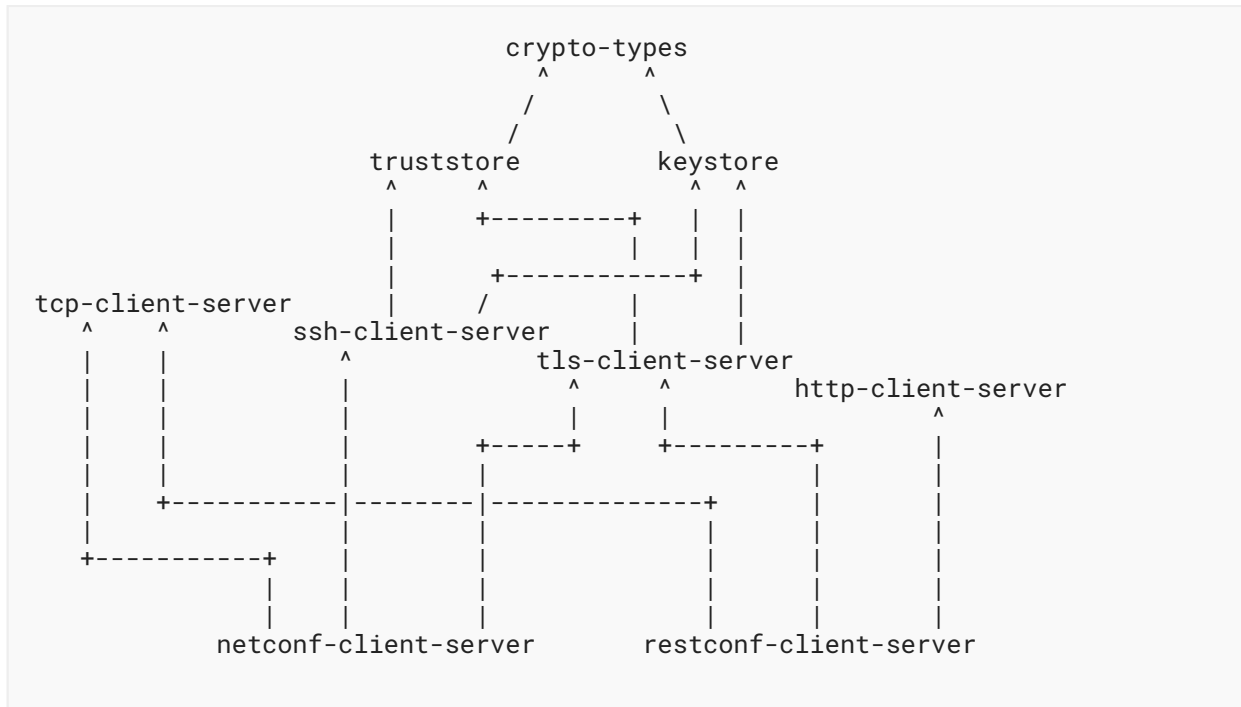 crypto-types
truststore keystore
tcp-client-server
ssh-client-server
tls-client-server
http-client-server
netconf-client-server restconf-client-server